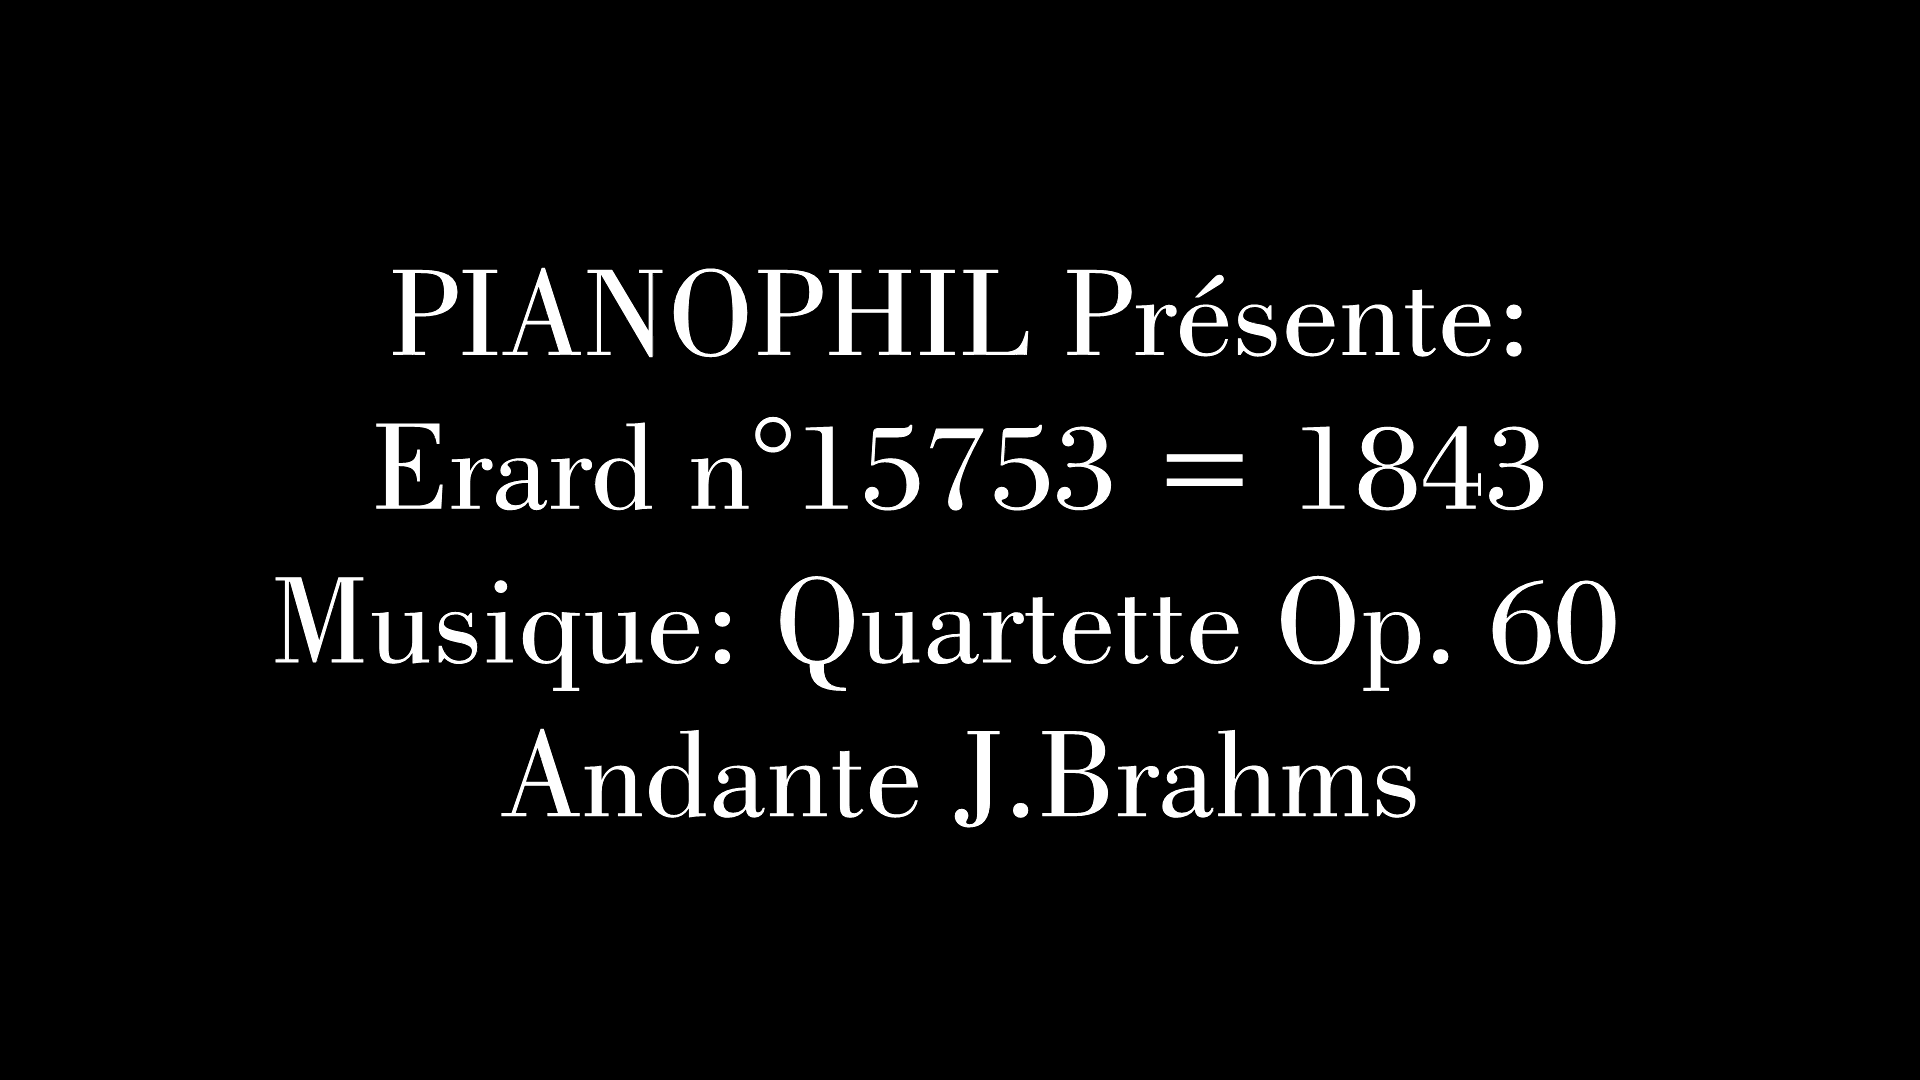 PIANOPHIL Présente:
Erard n°15753 = 1843
Musique: Quartette Op. 60
Andante J.Brahms